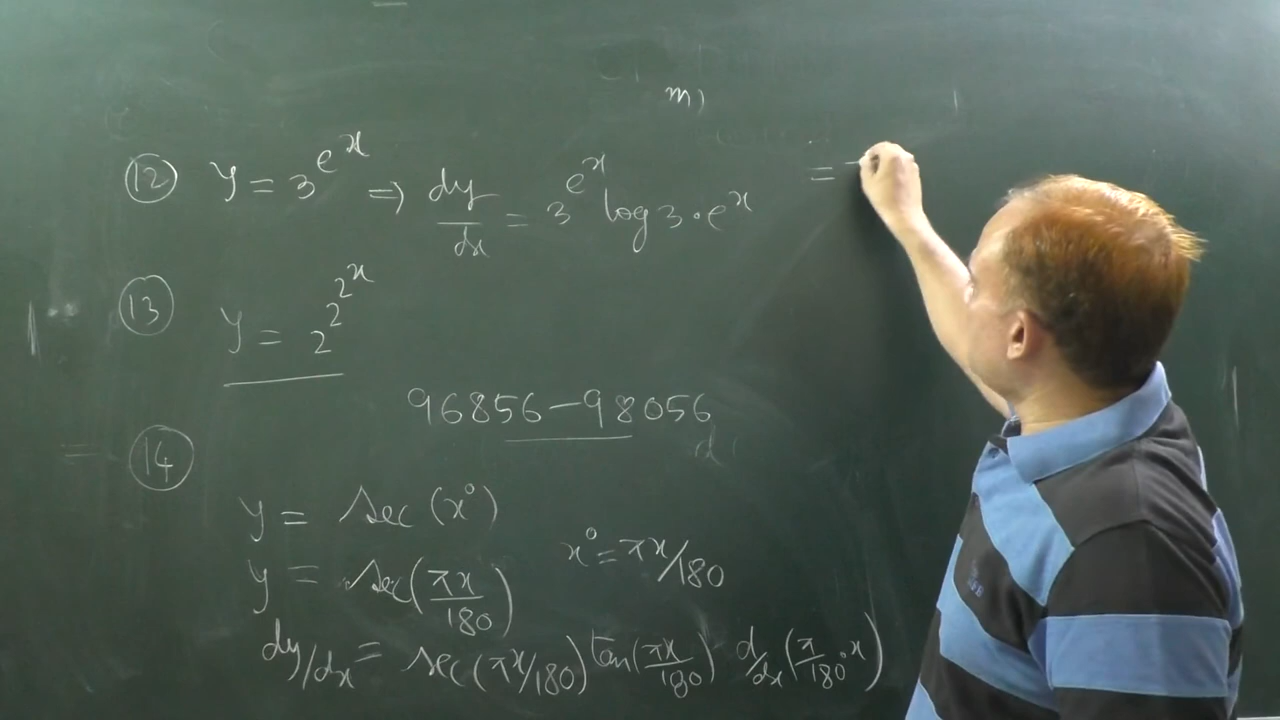 m)
(12) y = 3^{e^x} ⇒ dy/dx = 3^{e^x} log 3 · e^x
=
(13) y = 2^{2^{2^x}}
96856 – 98056
d
(14)
y = sec (x°)
x° = πx/180
y = sec(πx/180)
dy/dx = sec(πx/180) tan(πx/180) d/dx (π/180 · x)